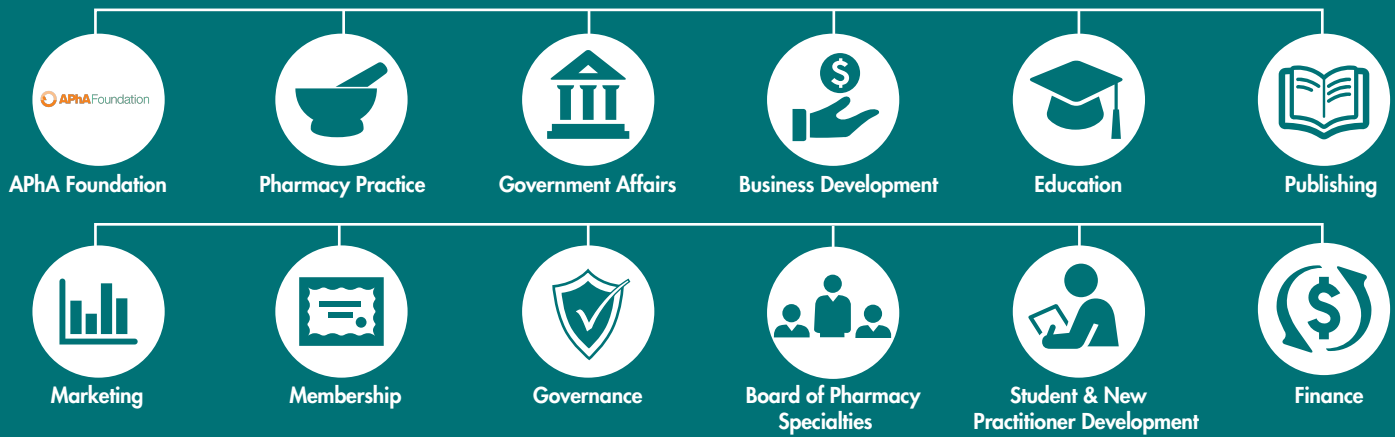 APhA Foundation
APhA Foundation
Pharmacy Practice
Government Affairs
$
Business Development
Education
Publishing
Marketing
Membership
Governance
Board of Pharmacy
Specialties
Student & New
Practitioner Development
$
Finance